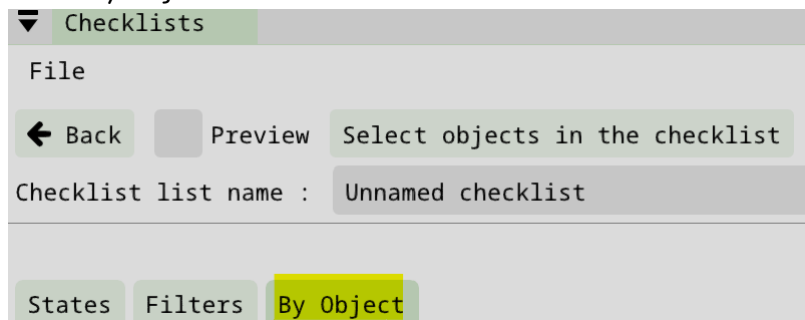 Checklists
File
Back Preview Select objects in the checklist
Checklist list name : Unnamed checklist
States Filters By Object